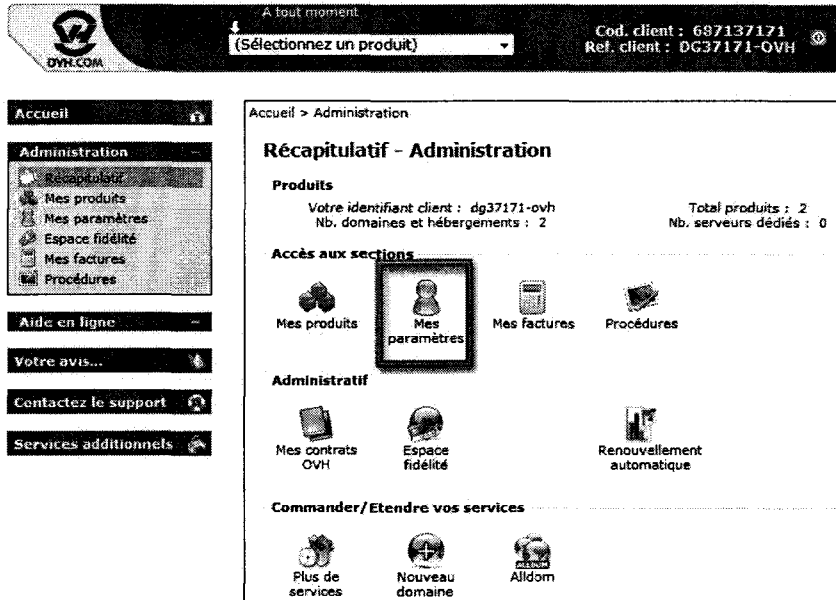 A tout moment
(Sélectionnez un produit)
Cod. client : 687137171
Ref. client : DG37171-OVH
OVH.COM
Accueil
Administration
Récapitulatif
Mes produits
Mes paramètres
Espace fidélité
Mes factures
Procédures
Aide en ligne
Votre avis...
Contactez le support
Services additionnels
Accueil > Administration
Récapitulatif - Administration
Produits
Votre identifiant client : dg37171-ovh
Total produits : 2
Nb. domaines et hébergements : 2
Nb. serveurs dédiés : 0
Accès aux sections
Mes produits
Mes paramètres
Mes factures
Procédures
Administratif
Mes contrats OVH
Espace fidélité
Renouvellement automatique
Commander/Etendre vos services
Plus de services
Nouveau domaine
ALLDOM
Alldom